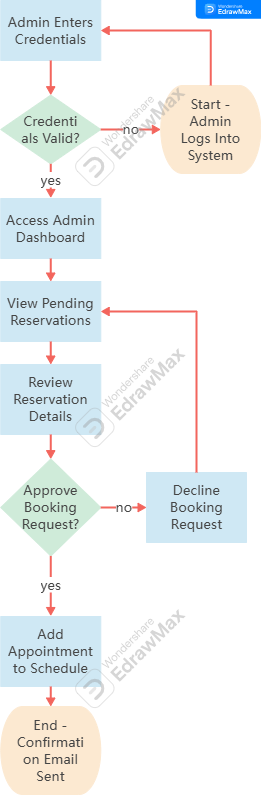 Wondershare
EdrawMax
Admin Enters
Credentials
Credenti
als Valid?
no
Start -
Admin
Logs Into
System
yes
Access Admin
Dashboard
View Pending
Reservations
Review
Reservation
Details
Approve
Booking
Request?
no
Decline
Booking
Request
yes
Add
Appointment
to Schedule
End -
Confirmati
on Email
Sent
Wondershare
EdrawMax
Wondershare
EdrawMax
Wondershare
EdrawMax